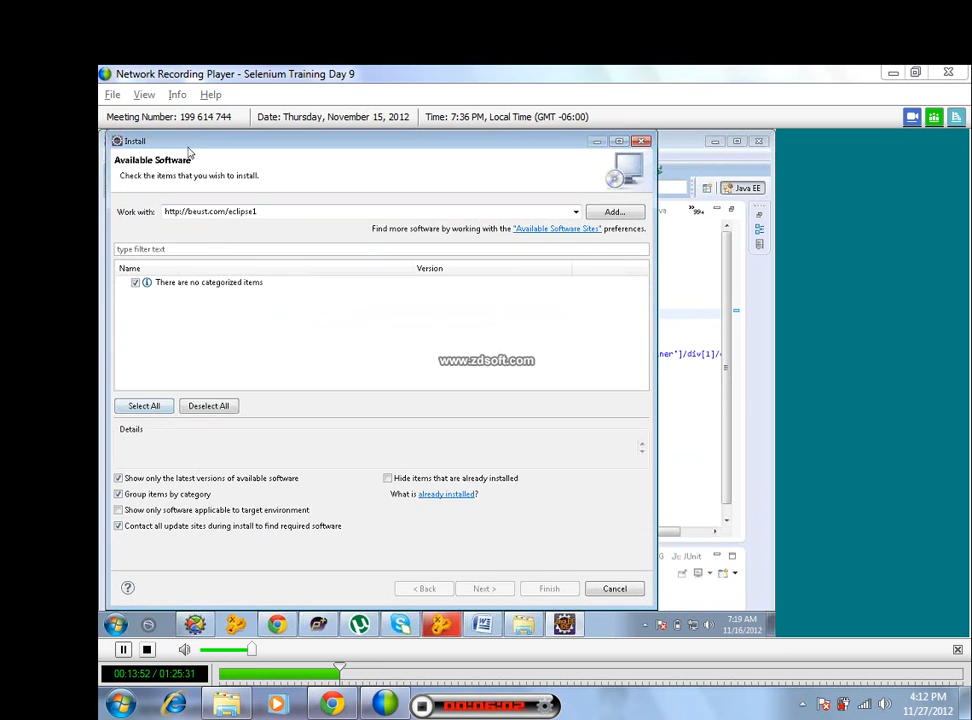 Network Recording Player - Selenium Training Day 9
File View Info Help
Meeting Number: 199 614 744 Date: Thursday, November 15, 2012 Time: 7:36 PM, Local Time (GMT -06:00)
Install
Available Software
Check the items that you wish to install.
Java EE
Work with: http://beust.com/eclipse1 Add...
Find more software by working with the "Available Software Sites" preferences.
type filter text
Name Version
There are no categorized items
ner']/div[1]/
www.zdsoft.com
Select All Deselect All
Details
Show only the latest versions of available software Hide items that are already installed
Group items by category What is already installed?
Show only software applicable to target environment
Contact all update sites during install to find required software
G JUnit
< Back Next > Finish Cancel
7:19 AM
11/16/2012
00:13:52 / 01:25:31
00:06:02
4:12 PM
11/27/2012